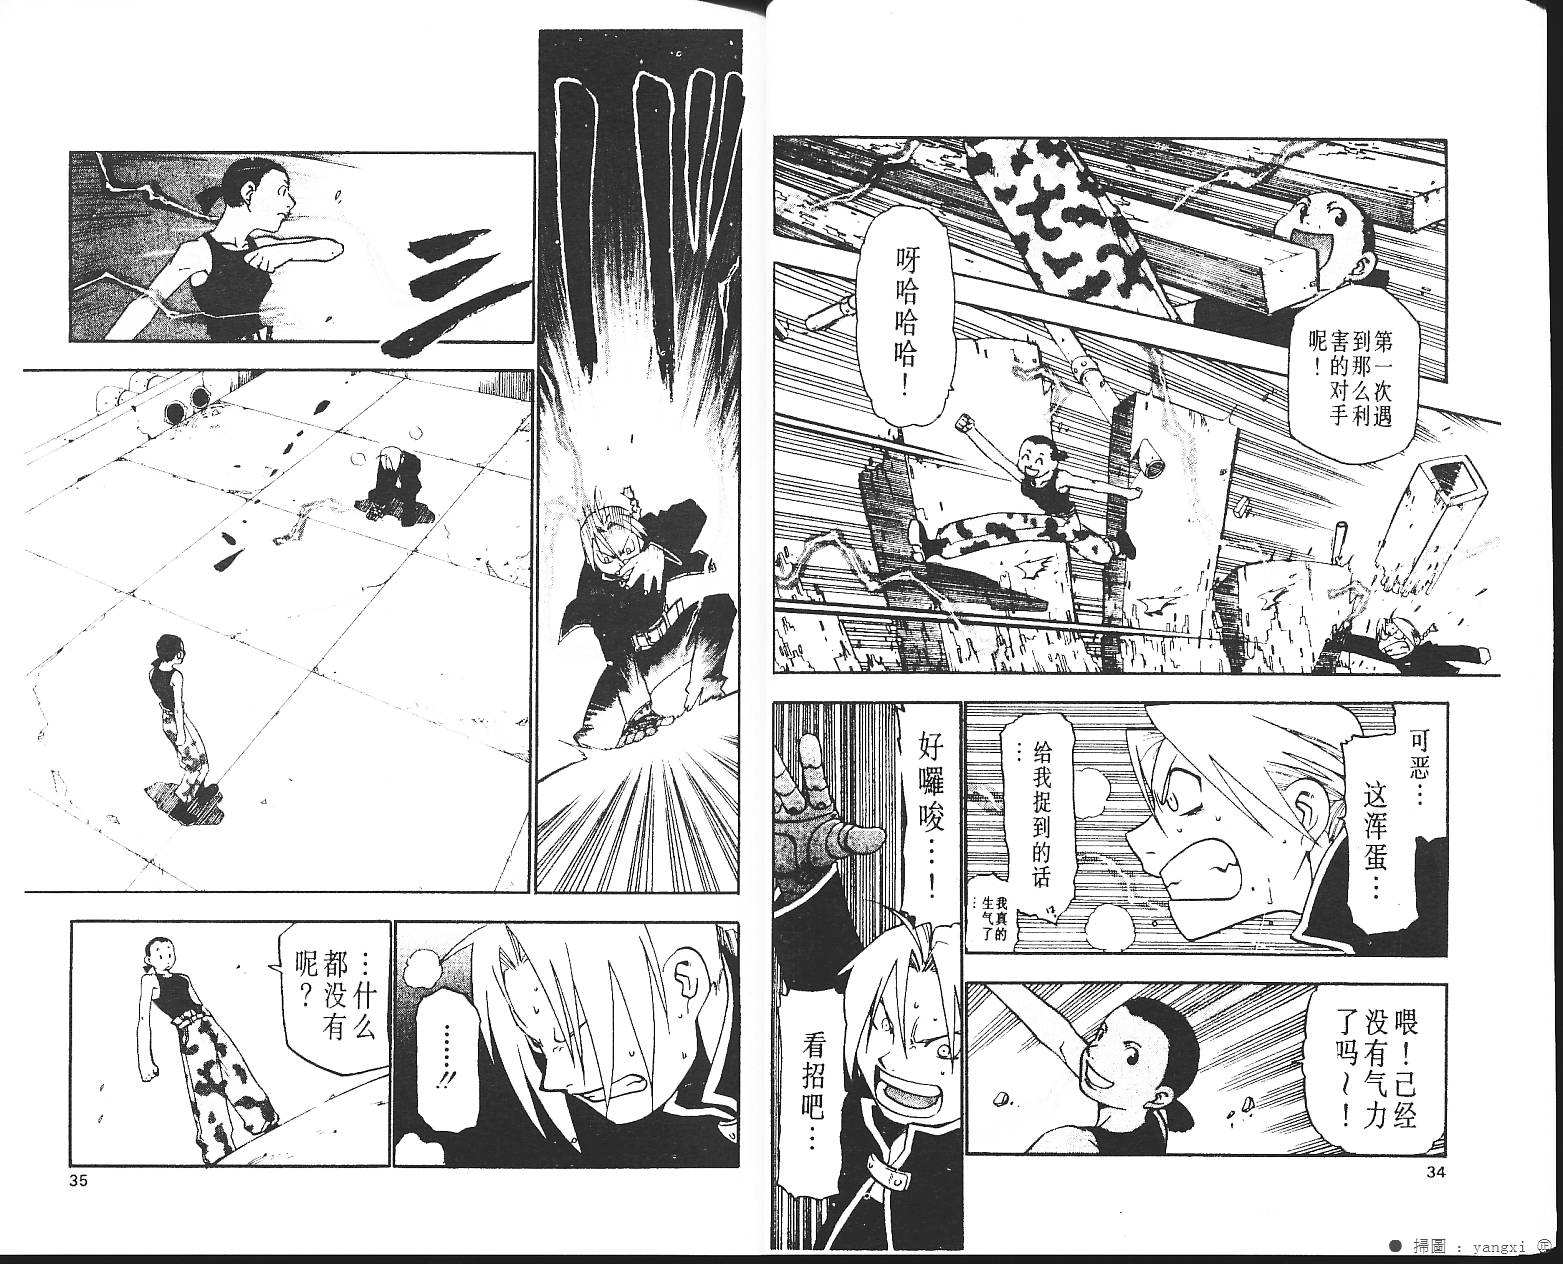 第一次遇
到那么利
害的对手
呢！
呀哈哈哈！
可恶…
这浑蛋…
给我捉到的话
…
我真的
生气了
…
喂！己经
没有气力
了吗～！
好囉唆…！
看招吧…
34
………!!
…什么
都没有
呢？
35
● 掃圖 : yangxi